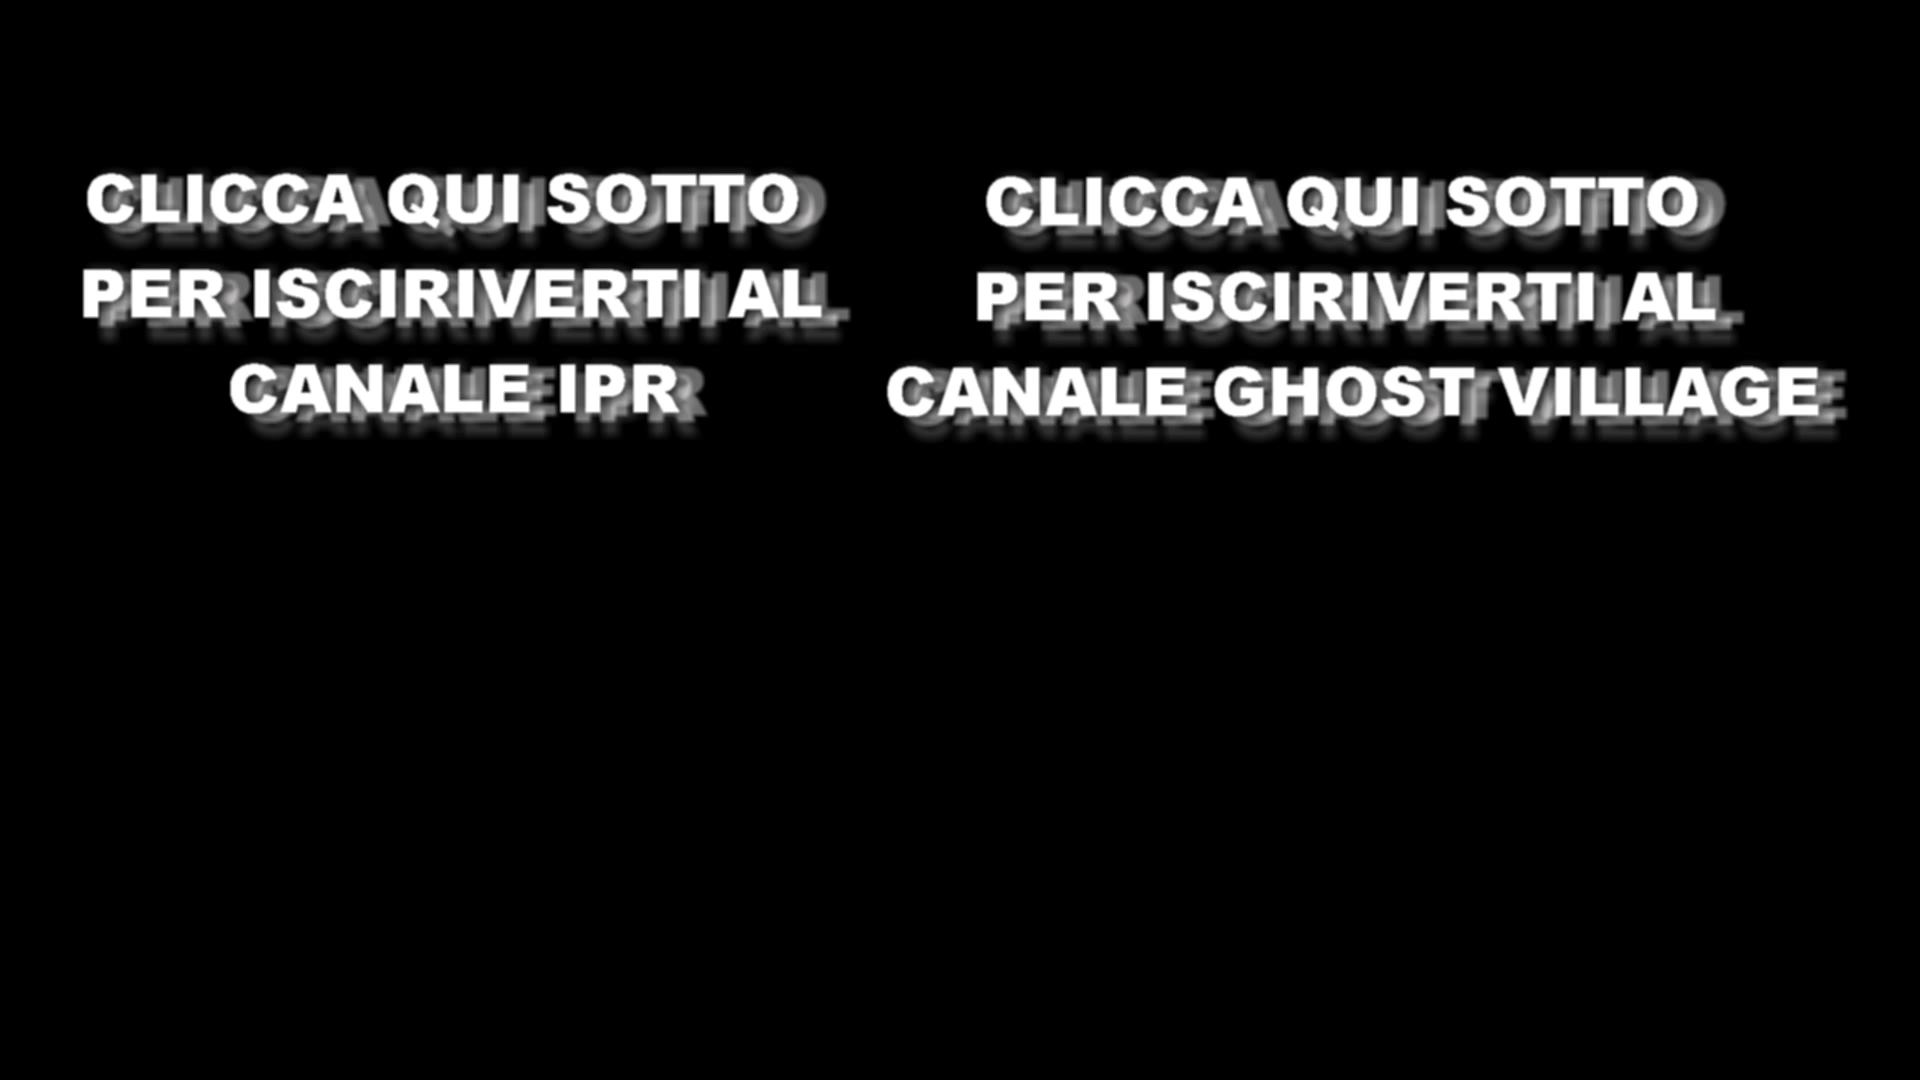 CLICCA QUI SOTTO
PER ISCIRIVERTI AL
CANALE IPR
CLICCA QUI SOTTO
PER ISCIRIVERTI AL
CANALE GHOST VILLAGE